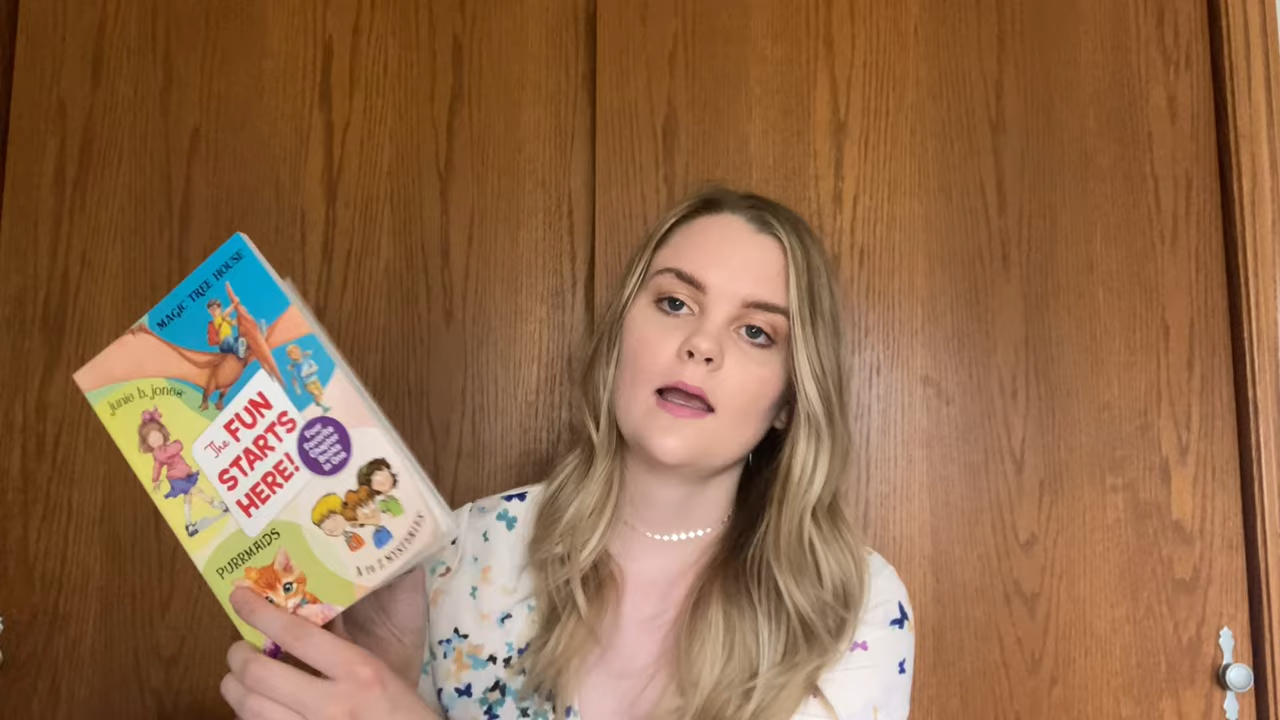 MAGIC TREE HOUSE
junie b. jones
The FUN
STARTS
HERE!
Four
Favorite
Chapter
Books
in One
PURRMAIDS
A to Z MYSTERIES